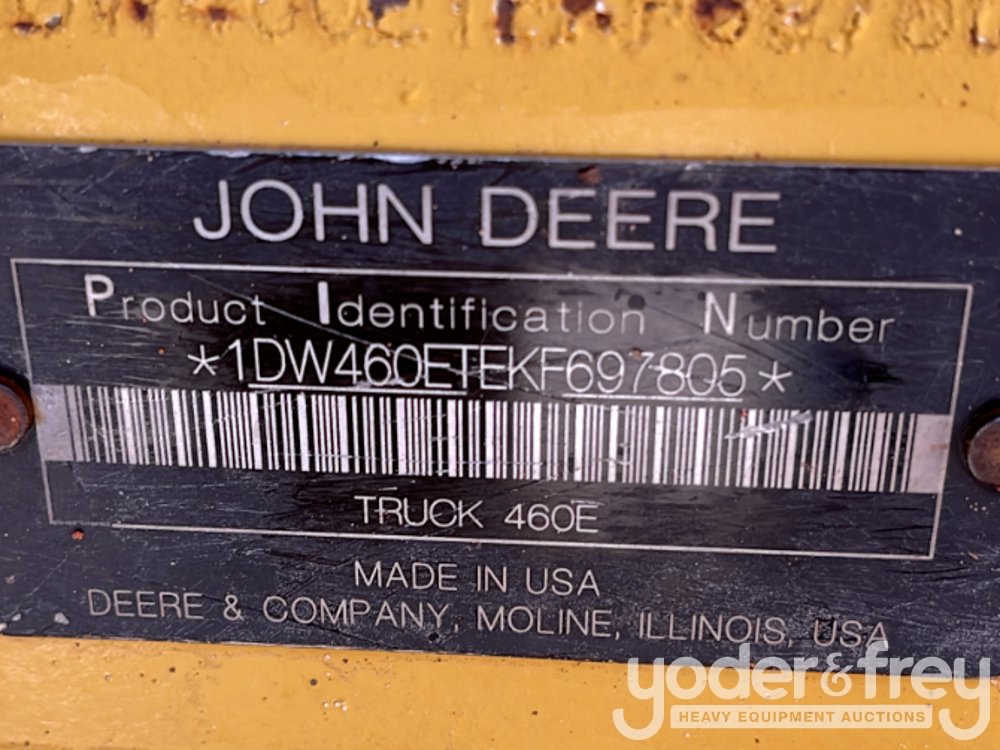 JOHN DEERE
Product Identification Number
*1DW460ETEKF697805*
TRUCK 460E
MADE IN USA
DEERE & COMPANY, MOLINE, ILLINOIS, USA
yoder&frey
HEAVY EQUIPMENT AUCTIONS